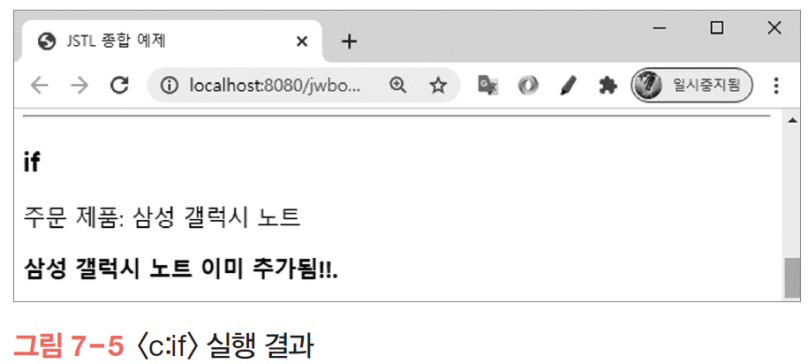 JSTL 종합 예제
localhost:8080/jwbo...
일시중지됨
if
주문 제품: 삼성 갤럭시 노트
삼성 갤럭시 노트 이미 추가됨!!.
그림 7-5 〈c:if〉 실행 결과